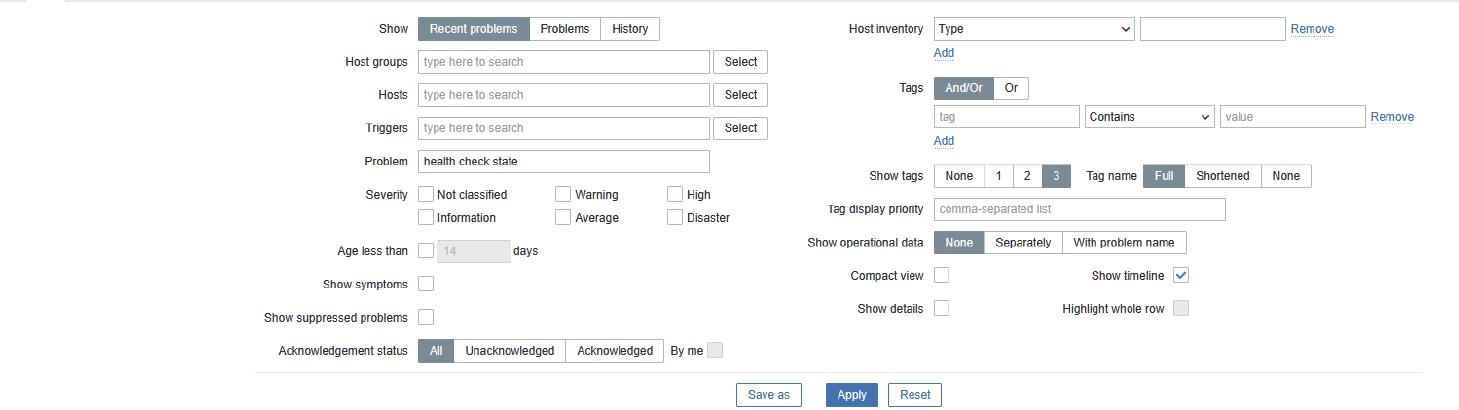 Show Recent problems Problems History
Host groups type here to search Select
Hosts type here to search Select
Triggers type here to search Select
Problem health check state
Severity Not classified Warning High
Information Average Disaster
Age less than 14 days
Show symptoms
Show suppressed problems
Acknowledgement status All Unacknowledged Acknowledged By me
Host inventory Type Remove
Add
Tags And/Or Or
tag Contains value Remove
Add
Show tags None 1 2 3 Tag name Full Shortened None
Tag display priority comma-separated list
Show operational data None Separately With problem name
Compact view Show timeline
Show details Highlight whole row
Save as Apply Reset